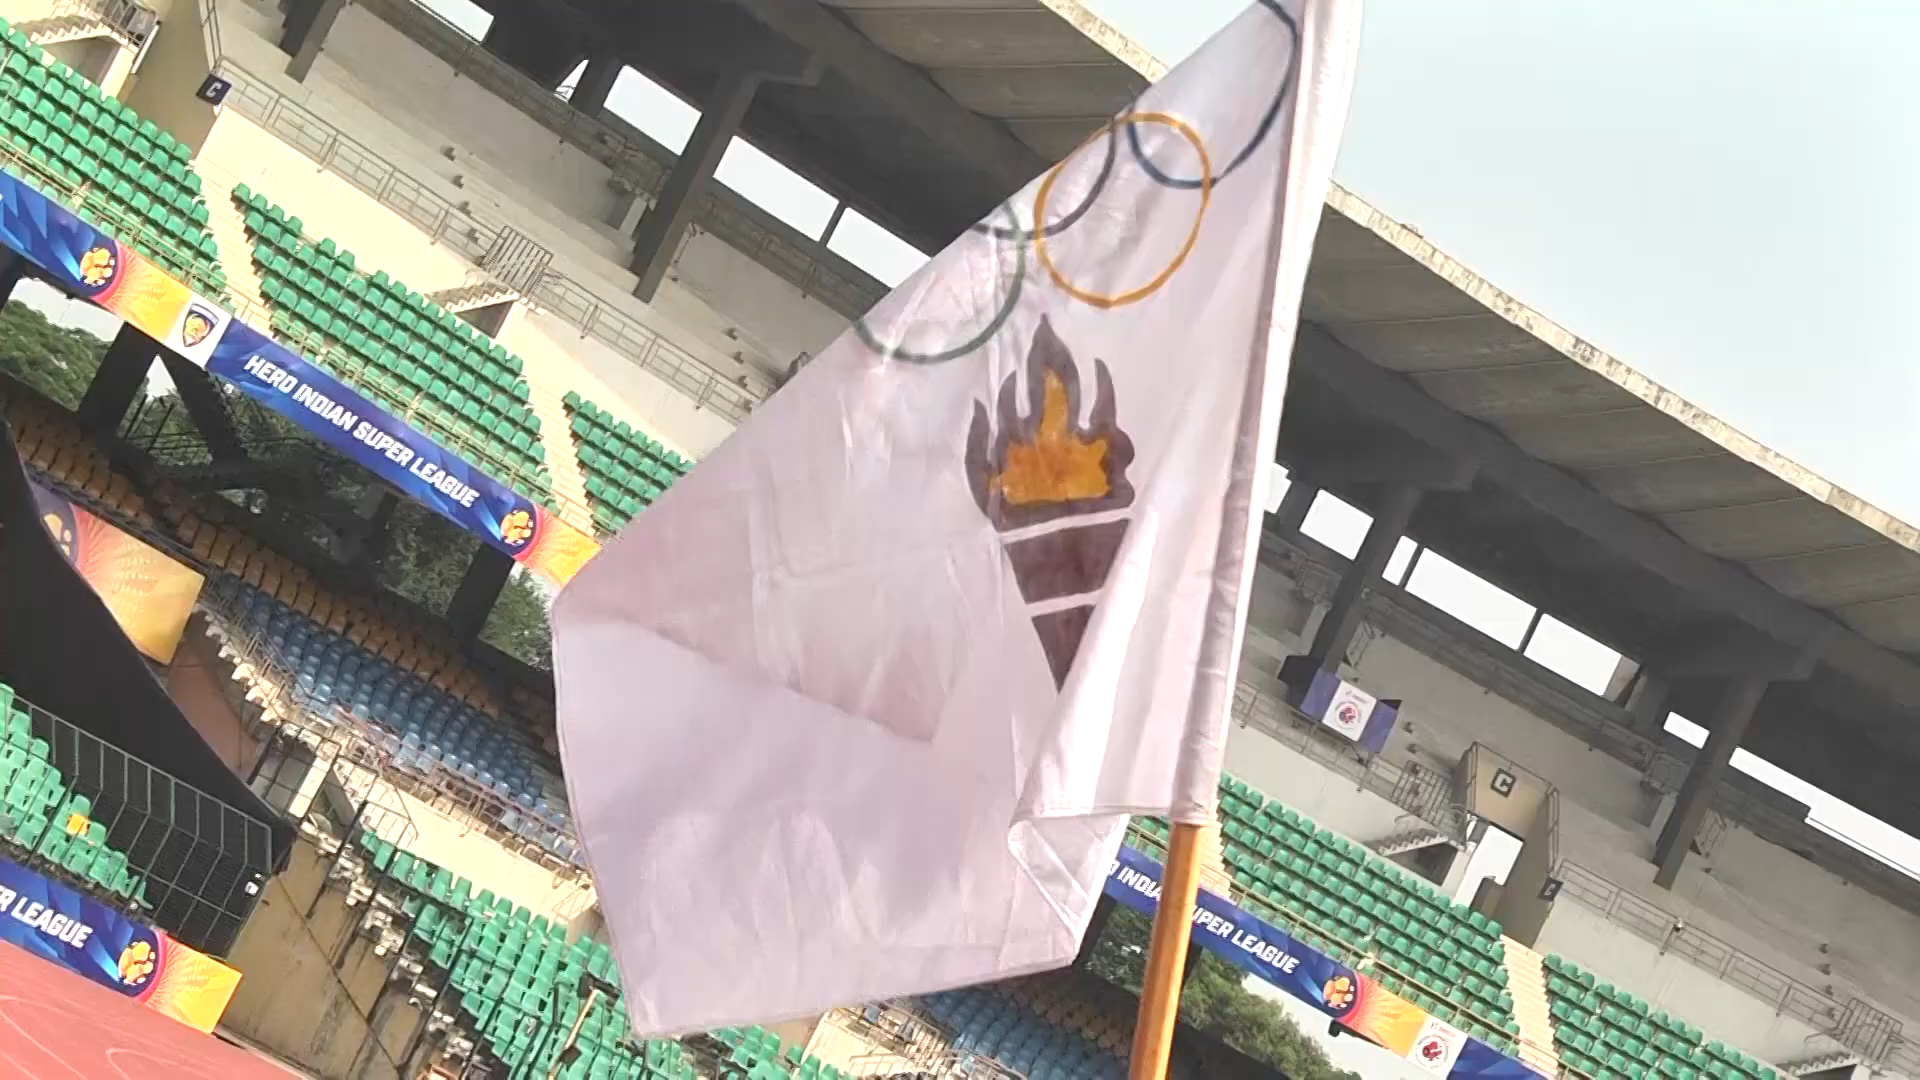 C
HERO INDIAN SUPER LEAGUE
C
C
INDIAN SUPER LEAGUE
R LEAGUE